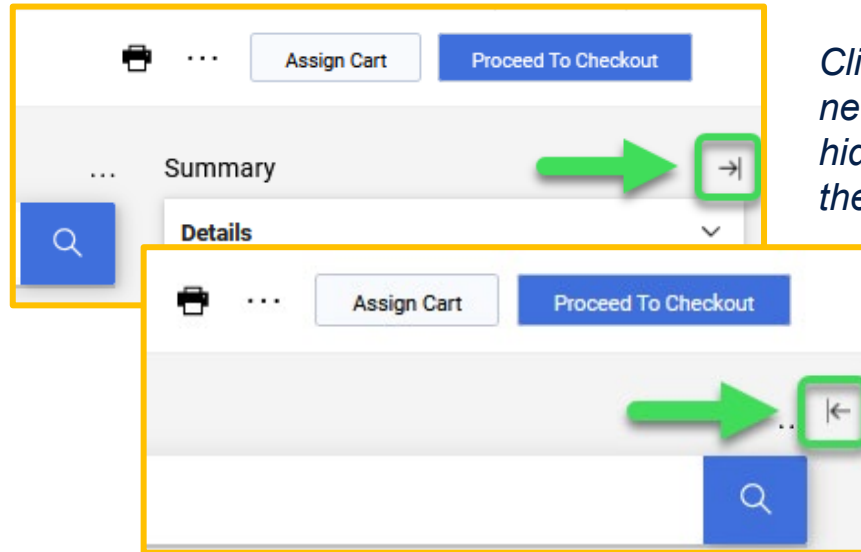 ... Assign Cart Proceed To Checkout
... Summary
Details
... Assign Cart Proceed To Checkout
..